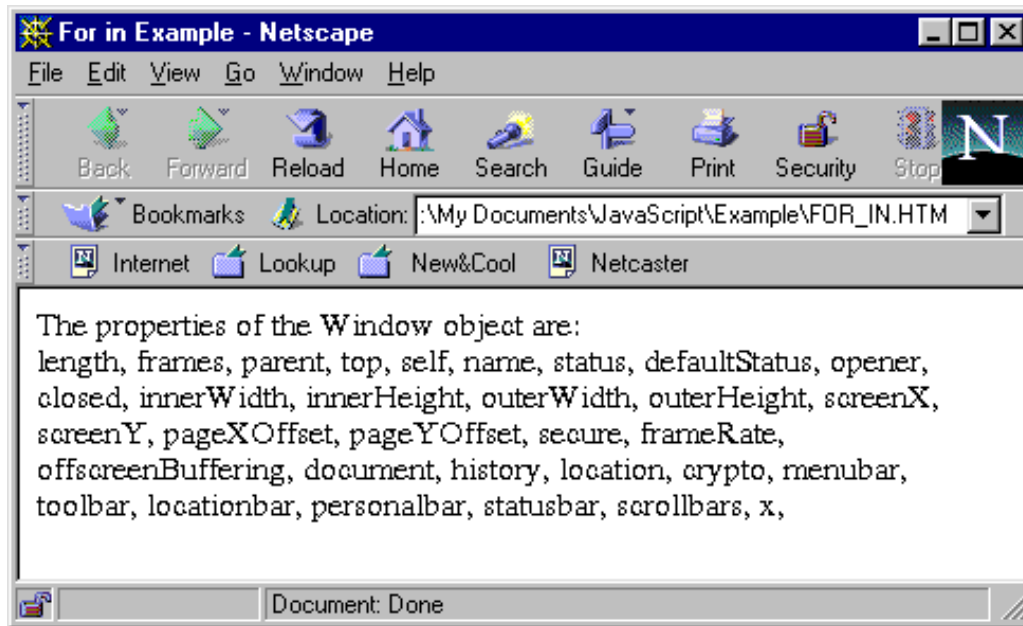 For in Example - Netscape
File Edit View Go Window Help
Back Forward Reload Home Search Guide Print Security Stop N
Bookmarks Location: :\My Documents\JavaScript\Example\FOR_IN.HTM
Internet Lookup New&Cool Netcaster
The properties of the Window object are:
length, frames, parent, top, self, name, status, defaultStatus, opener,
closed, innerWidth, innerHeight, outerWidth, outerHeight, screenX,
screenY, pageXOffset, pageYOffset, secure, frameRate,
offscreenBuffering, document, history, location, crypto, menubar,
toolbar, locationbar, personalbar, statusbar, scrollbars, x,
Document: Done